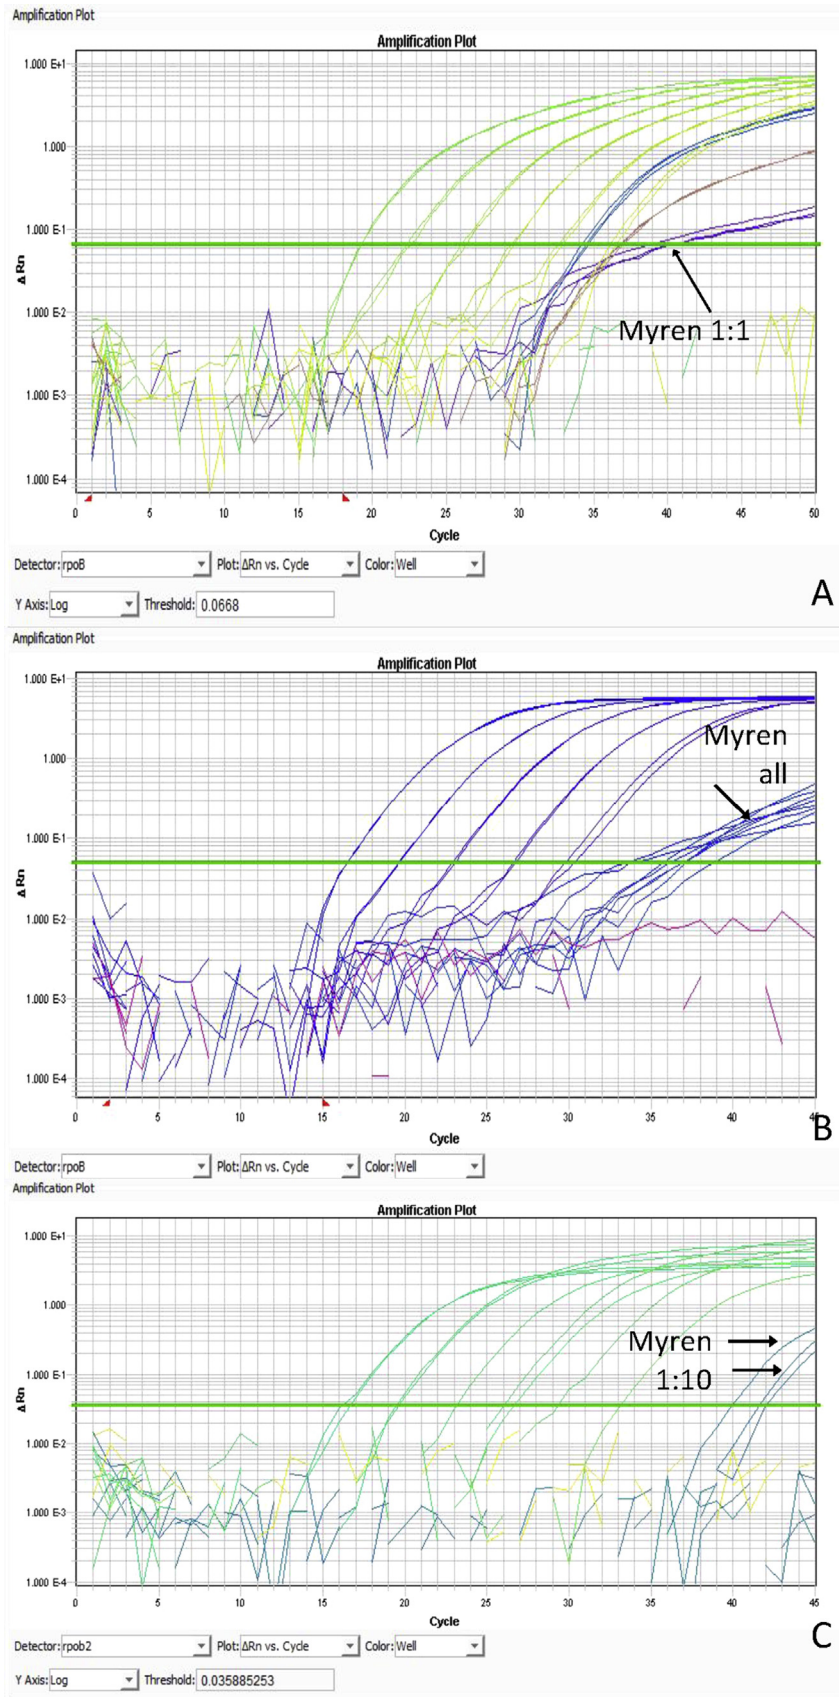 Amplification Plot
Amplification Plot
1.000 E+1
1.000
1.000 E-1
1.000 E-2
1.000 E-3
1.000 E-4
Δ Rn
Myren 1:1
0 5 10 15 20 25 30 35 40 45 50
Cycle
Detector: rpoB Plot: ΔRn vs. Cycle Color: Well
Y Axis: Log Threshold: 0.0668
A
Amplification Plot
Amplification Plot
1.000 E+1
1.000
1.000 E-1
1.000 E-2
1.000 E-3
1.000 E-4
Δ Rn
Myren
all
0 5 10 15 20 25 30 35 40 45
Cycle
B
Detector: rpoB Plot: ΔRn vs. Cycle Color: Well
Amplification Plot
Amplification Plot
1.000 E+1
1.000
1.000 E-1
1.000 E-2
1.000 E-3
1.000 E-4
Δ Rn
Myren
1:10
0 5 10 15 20 25 30 35 40 45
Cycle
C
Detector: rpob2 Plot: ΔRn vs. Cycle Color: Well
Y Axis: Log Threshold: 0.035885253